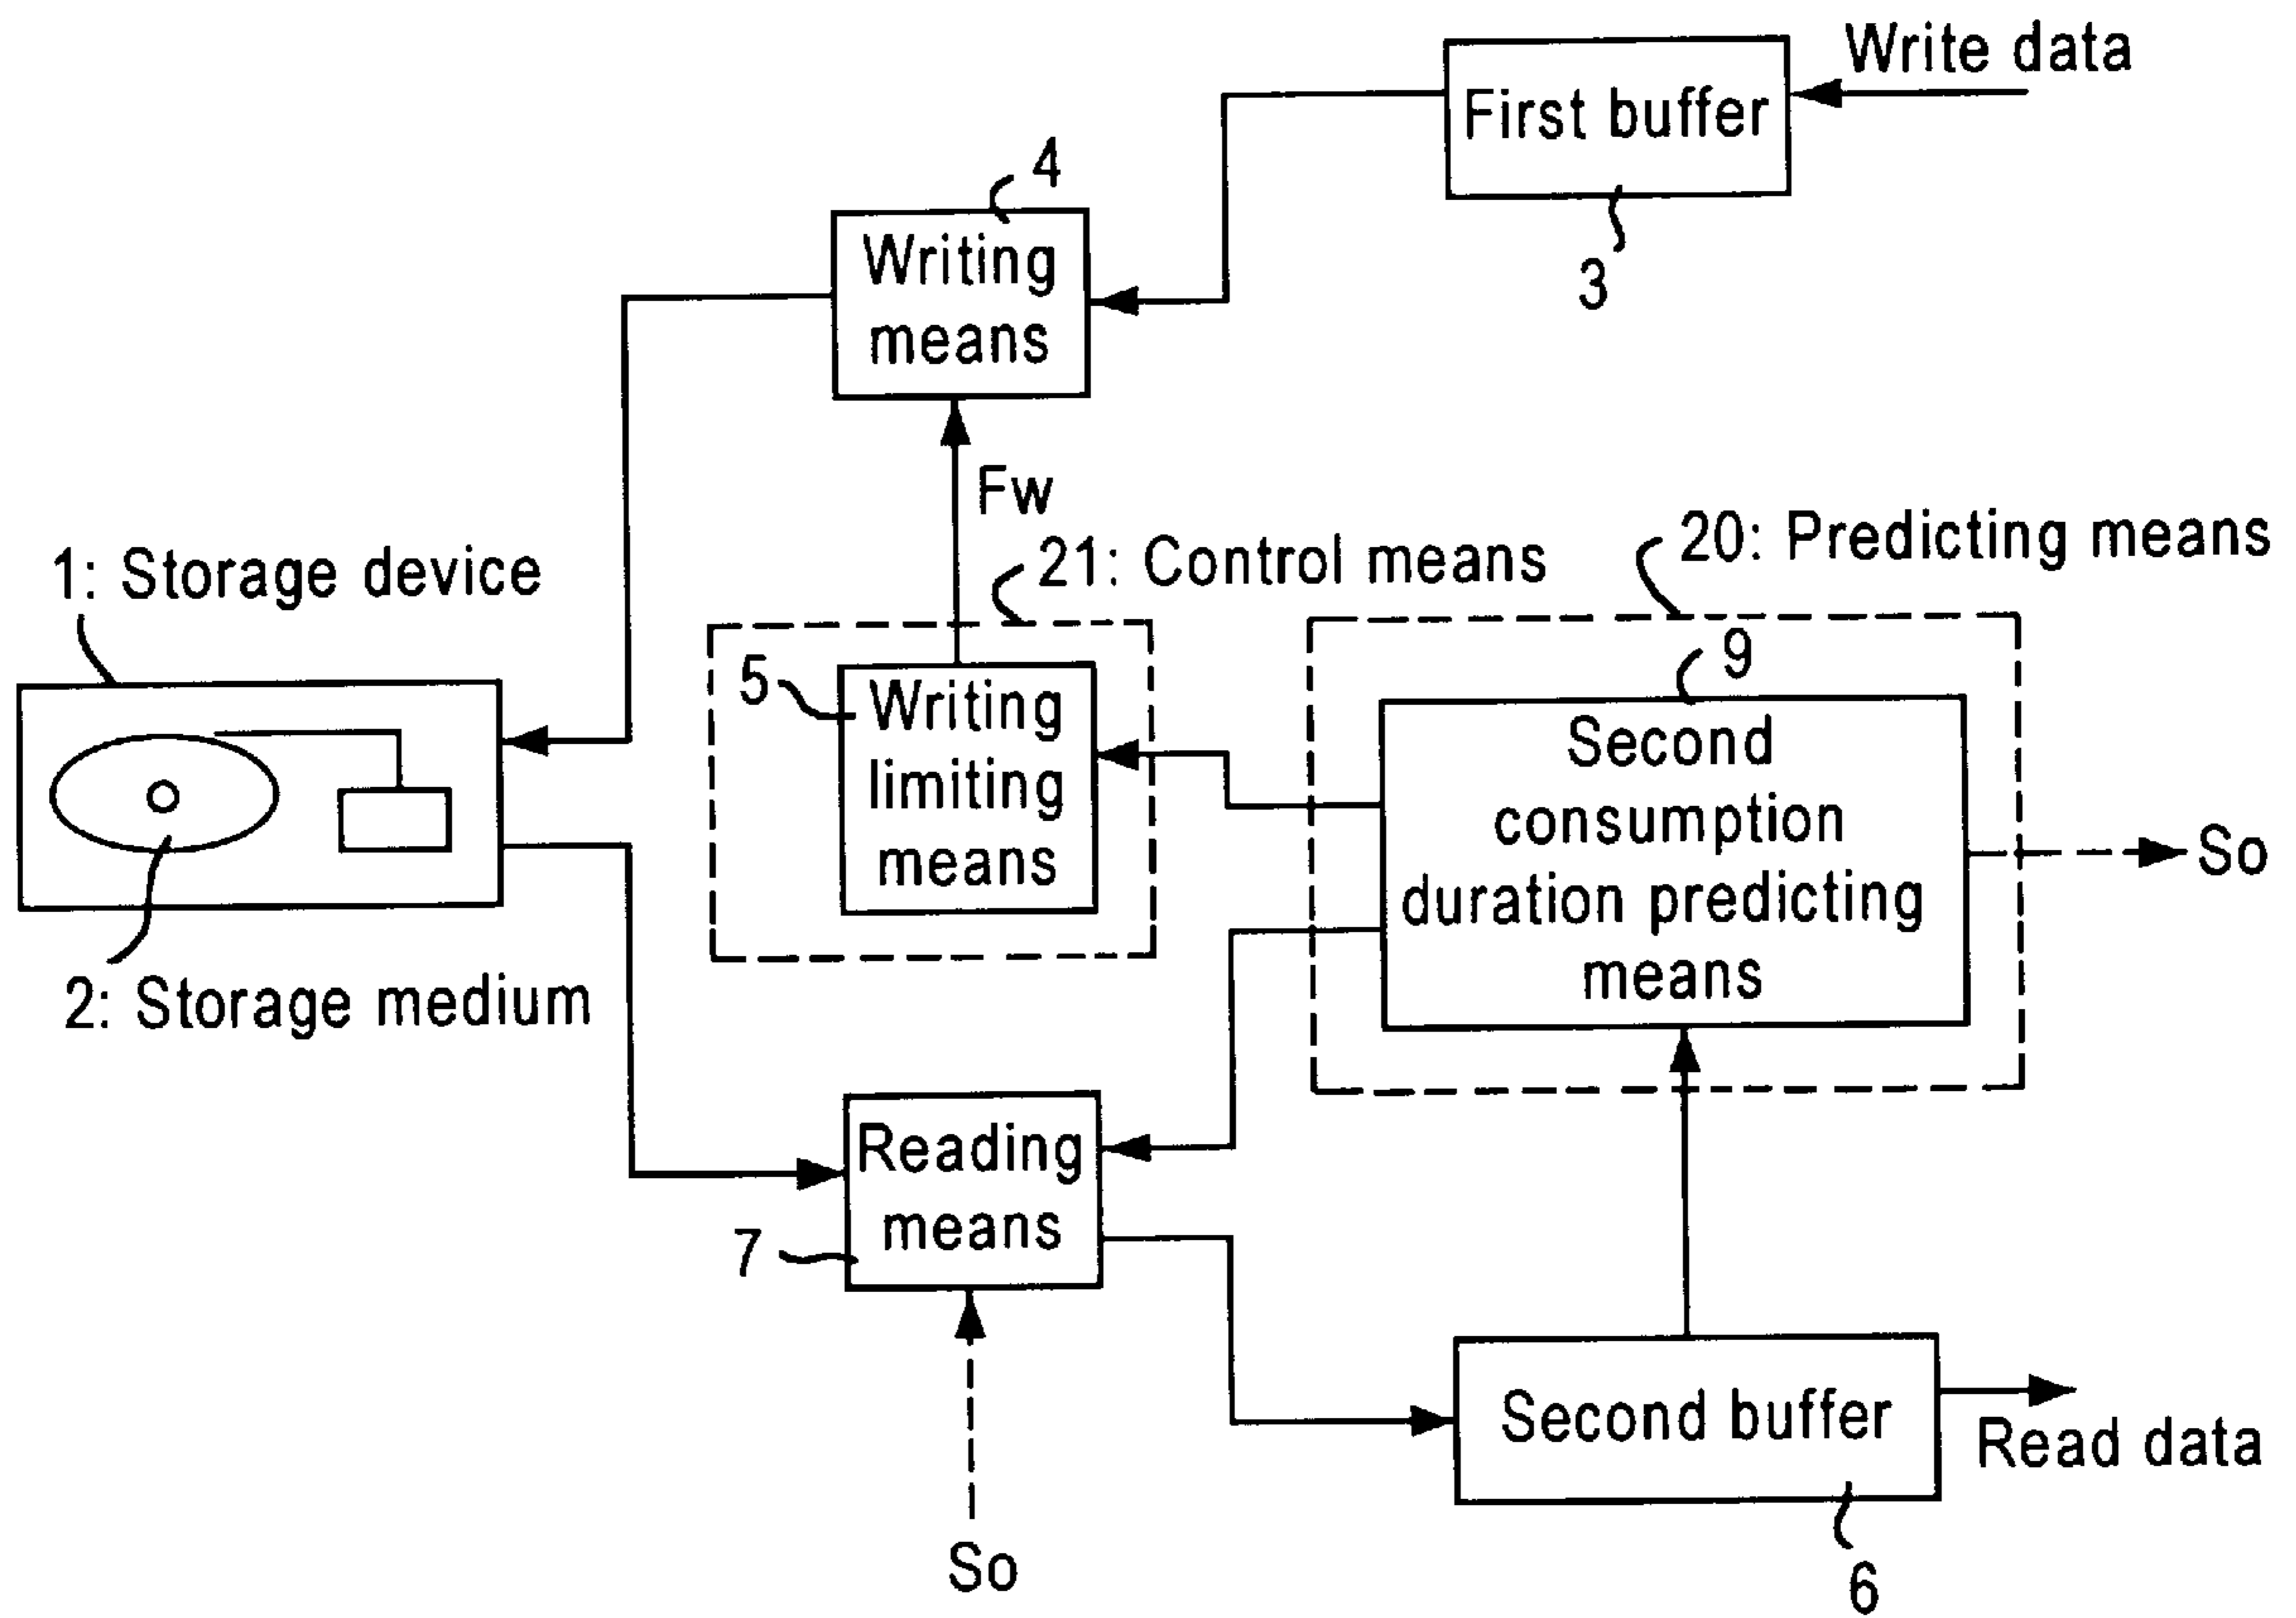 Write data
First buffer
3
4
Writing
means
Fw
20: Predicting means
21: Control means
1: Storage device
9
5
Writing
limiting
means
Second
consumption
duration predicting
means
So
2: Storage medium
Reading
means
7
Second buffer
Read data
So
6